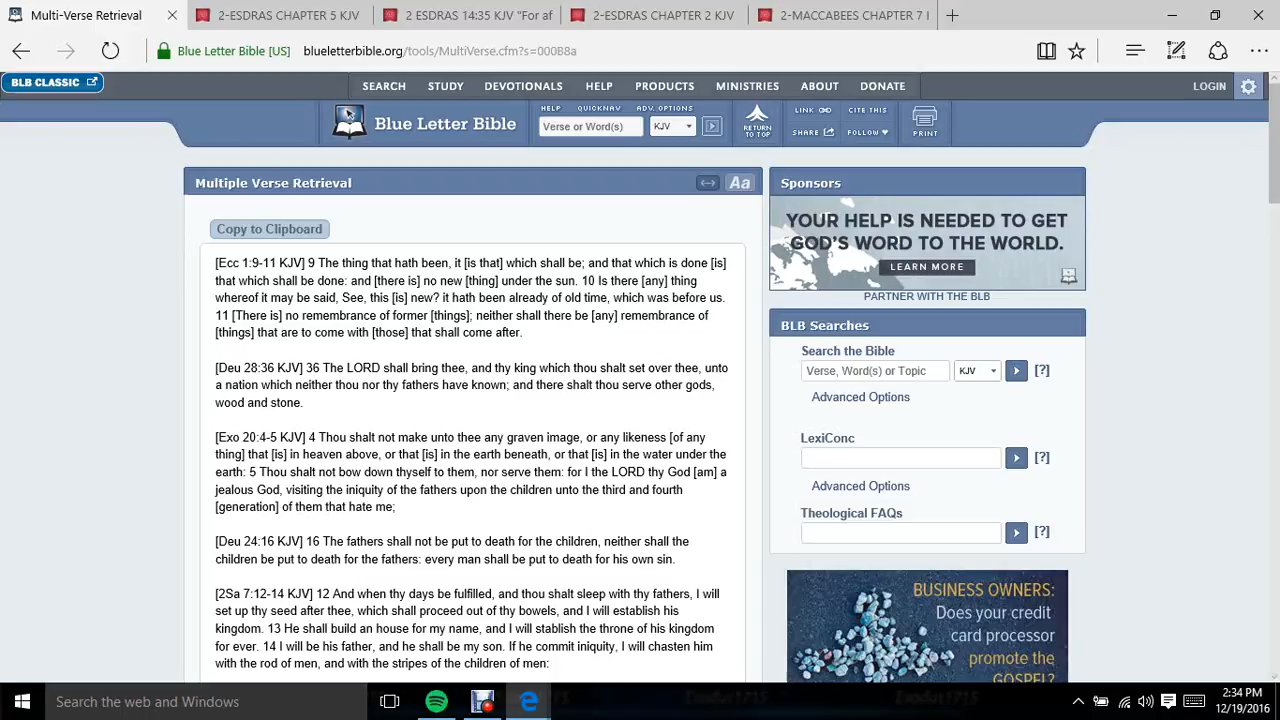 Multi-Verse Retrieval
2-ESDRAS CHAPTER 5 KJV
2 ESDRAS 14:35 KJV "For af
2-ESDRAS CHAPTER 2 KJV
2-MACCABEES CHAPTER 7
Blue Letter Bible [US]
blueletterbible.org/tools/MultiVerse.cfm?s=000B8a
BLB CLASSIC
SEARCH STUDY DEVOTIONALS HELP PRODUCTS MINISTRIES ABOUT DONATE
LOGIN
Blue Letter Bible
HELP QUICKNAV ADV. OPTIONS
Verse or Word(s) KJV
RETURN TO TOP
LINK CITE THIS
SHARE FOLLOW
PRINT
Multiple Verse Retrieval
Aa
Copy to Clipboard
[Ecc 1:9-11 KJV] 9 The thing that hath been, it [is that] which shall be; and that which is done [is]
that which shall be done: and [there is] no new [thing] under the sun. 10 Is there [any] thing
whereof it may be said, See, this [is] new? it hath been already of old time, which was before us.
11 [There is] no remembrance of former [things]; neither shall there be [any] remembrance of
[things] that are to come with [those] that shall come after.
[Deu 28:36 KJV] 36 The LORD shall bring thee, and thy king which thou shalt set over thee, unto
a nation which neither thou nor thy fathers have known; and there shalt thou serve other gods,
wood and stone.
[Exo 20:4-5 KJV] 4 Thou shalt not make unto thee any graven image, or any likeness [of any
thing] that [is] in heaven above, or that [is] in the earth beneath, or that [is] in the water under the
earth: 5 Thou shalt not bow down thyself to them, nor serve them: for I the LORD thy God [am] a
jealous God, visiting the iniquity of the fathers upon the children unto the third and fourth
[generation] of them that hate me;
[Deu 24:16 KJV] 16 The fathers shall not be put to death for the children, neither shall the
children be put to death for the fathers: every man shall be put to death for his own sin.
[2Sa 7:12-14 KJV] 12 And when thy days be fulfilled, and thou shalt sleep with thy fathers, I will
set up thy seed after thee, which shall proceed out of thy bowels, and I will establish his
kingdom. 13 He shall build an house for my name, and I will stablish the throne of his kingdom
for ever. 14 I will be his father, and he shall be my son. If he commit iniquity, I will chasten him
with the rod of men, and with the stripes of the children of men:
Sponsors
YOUR HELP IS NEEDED TO GET
GOD'S WORD TO THE WORLD.
LEARN MORE
PARTNER WITH THE BLB
BLB Searches
Search the Bible
Verse, Word(s) or Topic KJV [?]
Advanced Options
LexiConc
[?]
Advanced Options
Theological FAQs
[?]
BUSINESS OWNERS:
Does your credit
card processor
promote the
GOSPEL?
Search the web and Windows
2:34 PM
12/19/2016